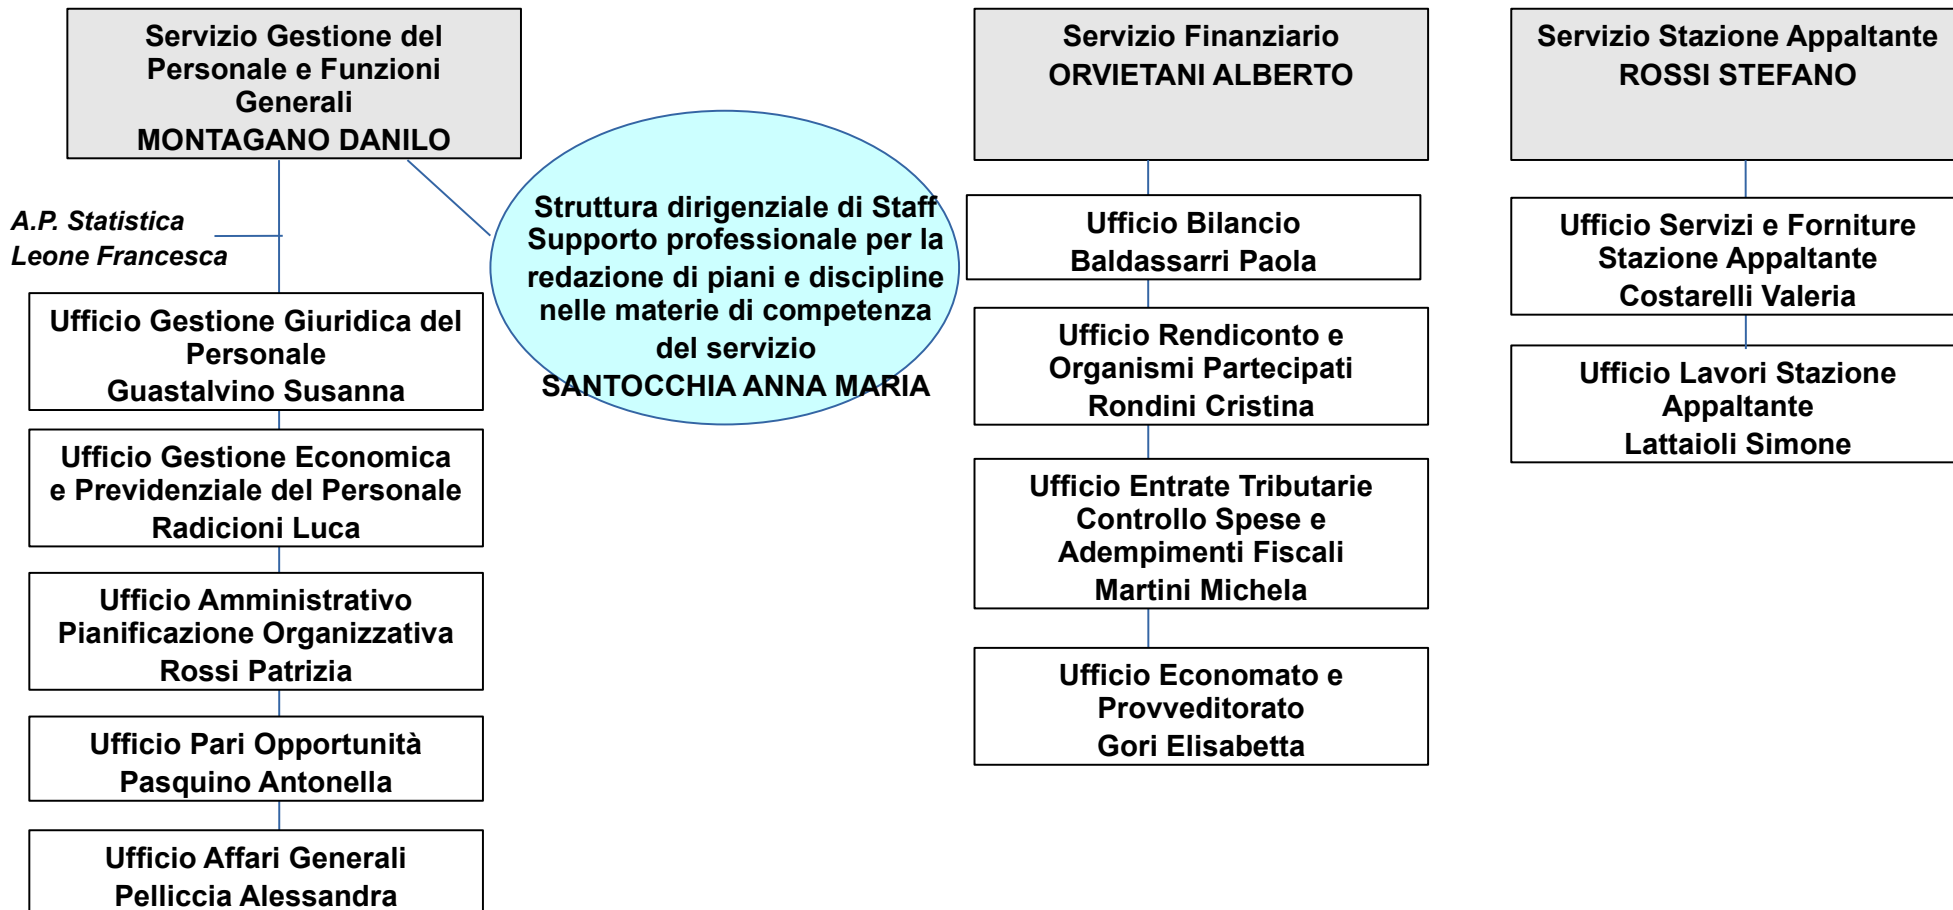 Servizio Gestione del
Personale e Funzioni
Generali
MONTAGANO DANILO
A.P. Statistica
Leone Francesca
Struttura dirigenziale di Staff
Supporto professionale per la
redazione di piani e discipline
nelle materie di competenza
del servizio
SANTOCCHIA ANNA MARIA
Ufficio Gestione Giuridica del
Personale
Guastalvino Susanna
Ufficio Gestione Economica
e Previdenziale del Personale
Radicioni Luca
Ufficio Amministrativo
Pianificazione Organizzativa
Rossi Patrizia
Ufficio Pari Opportunità
Pasquino Antonella
Ufficio Affari Generali
Pelliccia Alessandra
Servizio Finanziario
ORVIETANI ALBERTO
Ufficio Bilancio
Baldassarri Paola
Ufficio Rendiconto e
Organismi Partecipati
Rondini Cristina
Ufficio Entrate Tributarie
Controllo Spese e
Adempimenti Fiscali
Martini Michela
Ufficio Economato e
Provveditorato
Gori Elisabetta
Servizio Stazione Appaltante
ROSSI STEFANO
Ufficio Servizi e Forniture
Stazione Appaltante
Costarelli Valeria
Ufficio Lavori Stazione
Appaltante
Lattaioli Simone